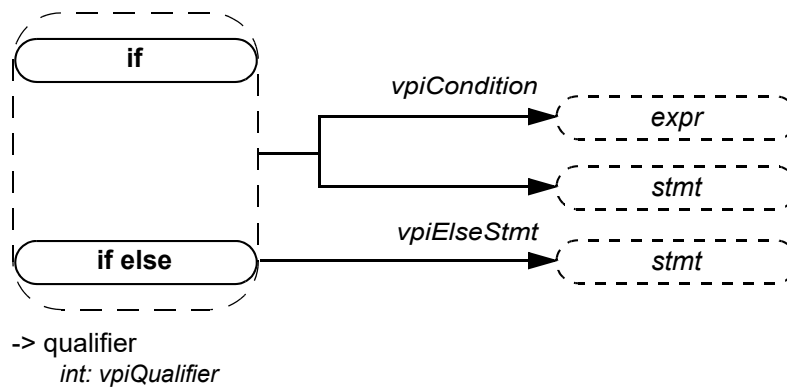 if
vpiCondition
expr
stmt
vpiElseStmt
if else
stmt
-> qualifier
int: vpiQualifier